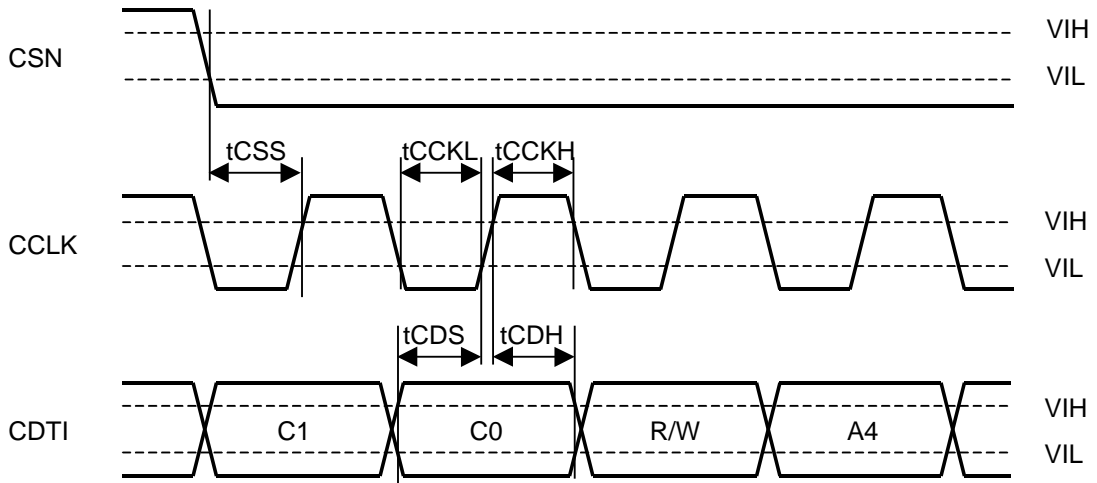 CSN
VIH
VIL
tCSS
tCCKL
tCCKH
CCLK
VIH
VIL
tCDS
tCDH
CDTI
C1
C0
R/W
A4
VIH
VIL